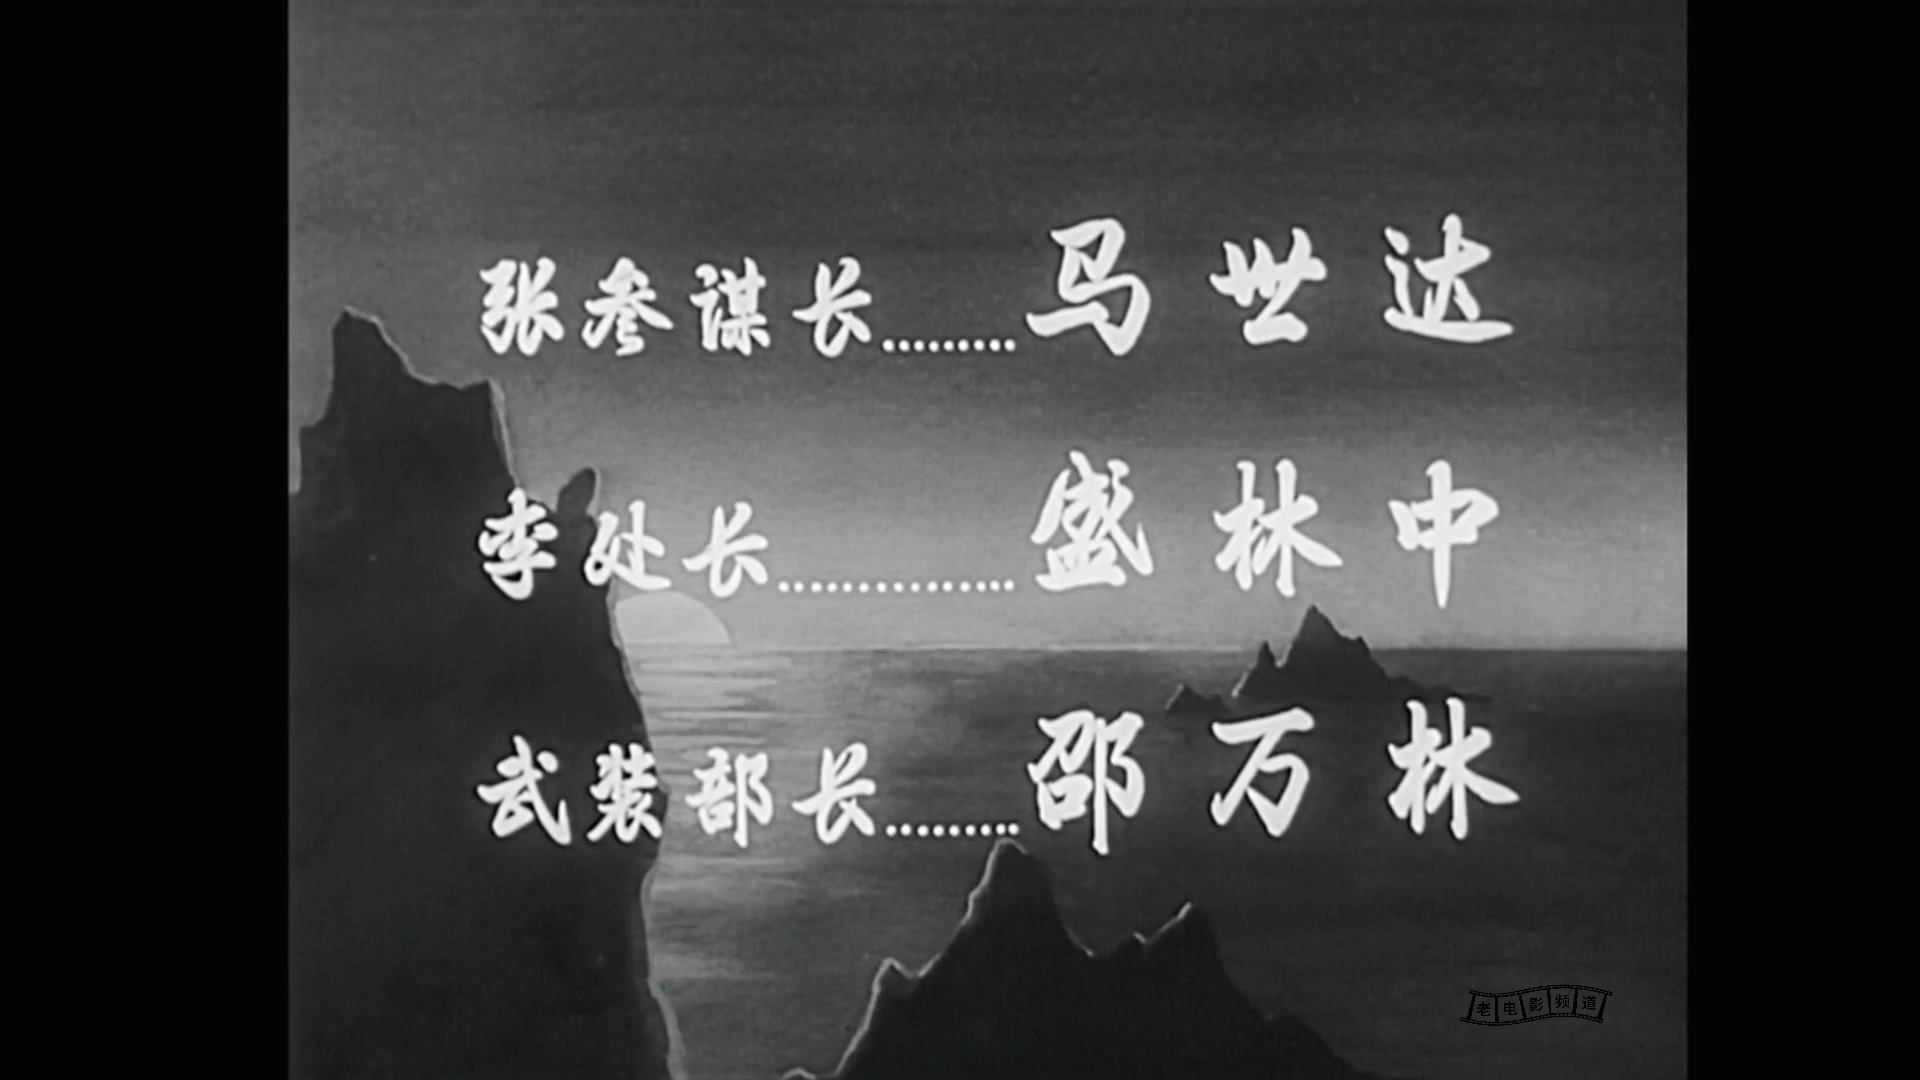 张参谋长.........马世达
李处长..............盛林中
武装部长.........邵万林
老电影频道